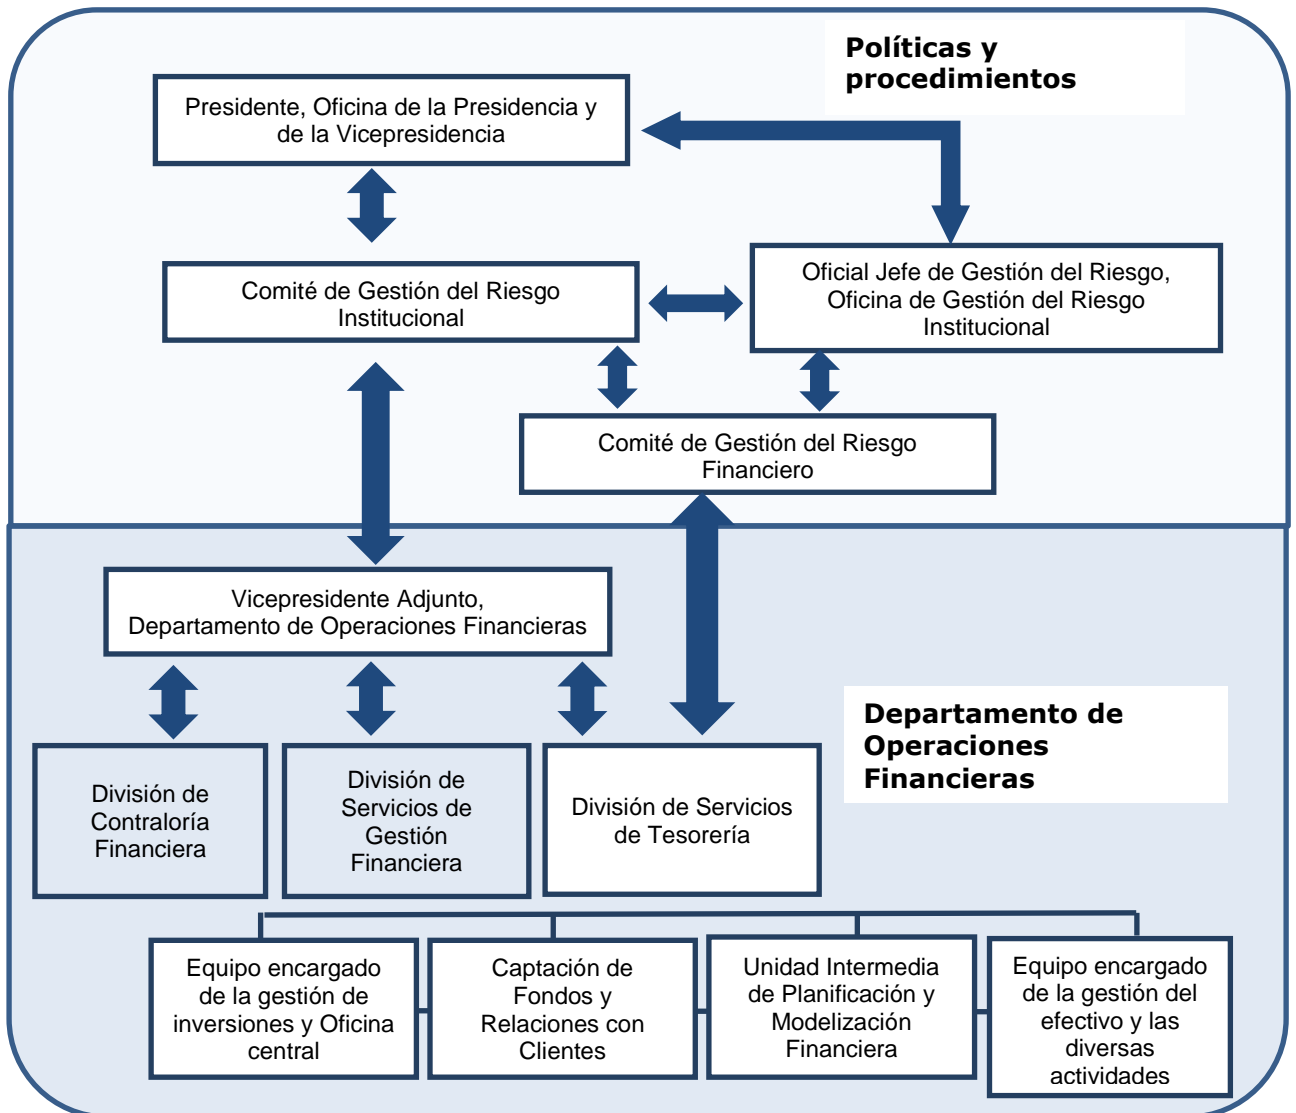 Políticas y
procedimientos
Presidente, Oficina de la Presidencia y
de la Vicepresidencia
Comité de Gestión del Riesgo
Institucional
Oficial Jefe de Gestión del Riesgo,
Oficina de Gestión del Riesgo
Institucional
Comité de Gestión del Riesgo
Financiero
Vicepresidente Adjunto,
Departamento de Operaciones Financieras
Departamento de
Operaciones
Financieras
División de
Contraloría
Financiera
División de
Servicios de
Gestión
Financiera
División de Servicios
de Tesorería
Equipo encargado
de la gestión de
inversiones y Oficina
central
Captación de
Fondos y
Relaciones con
Clientes
Unidad Intermedia
de Planificación y
Modelización
Financiera
Equipo encargado
de la gestión del
efectivo y las
diversas
actividades